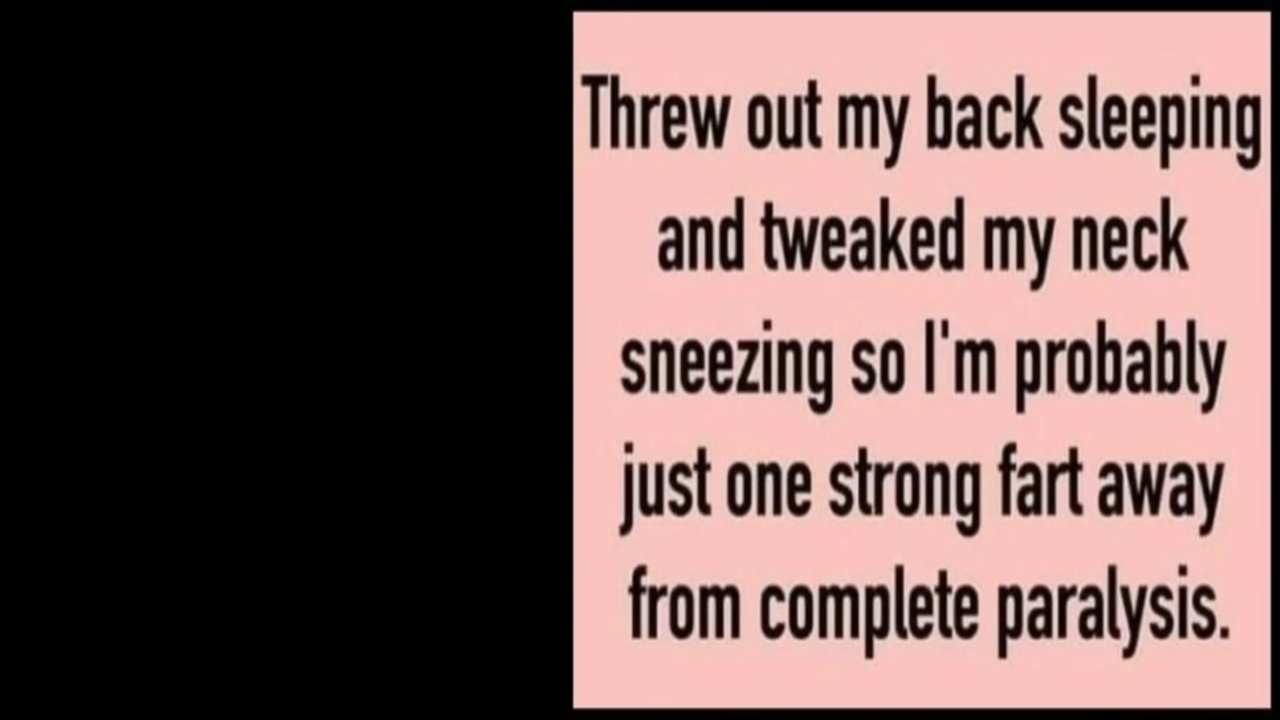 Threw out my back sleeping
and tweaked my neck
sneezing so I'm probably
just one strong fart away
from complete paralysis.